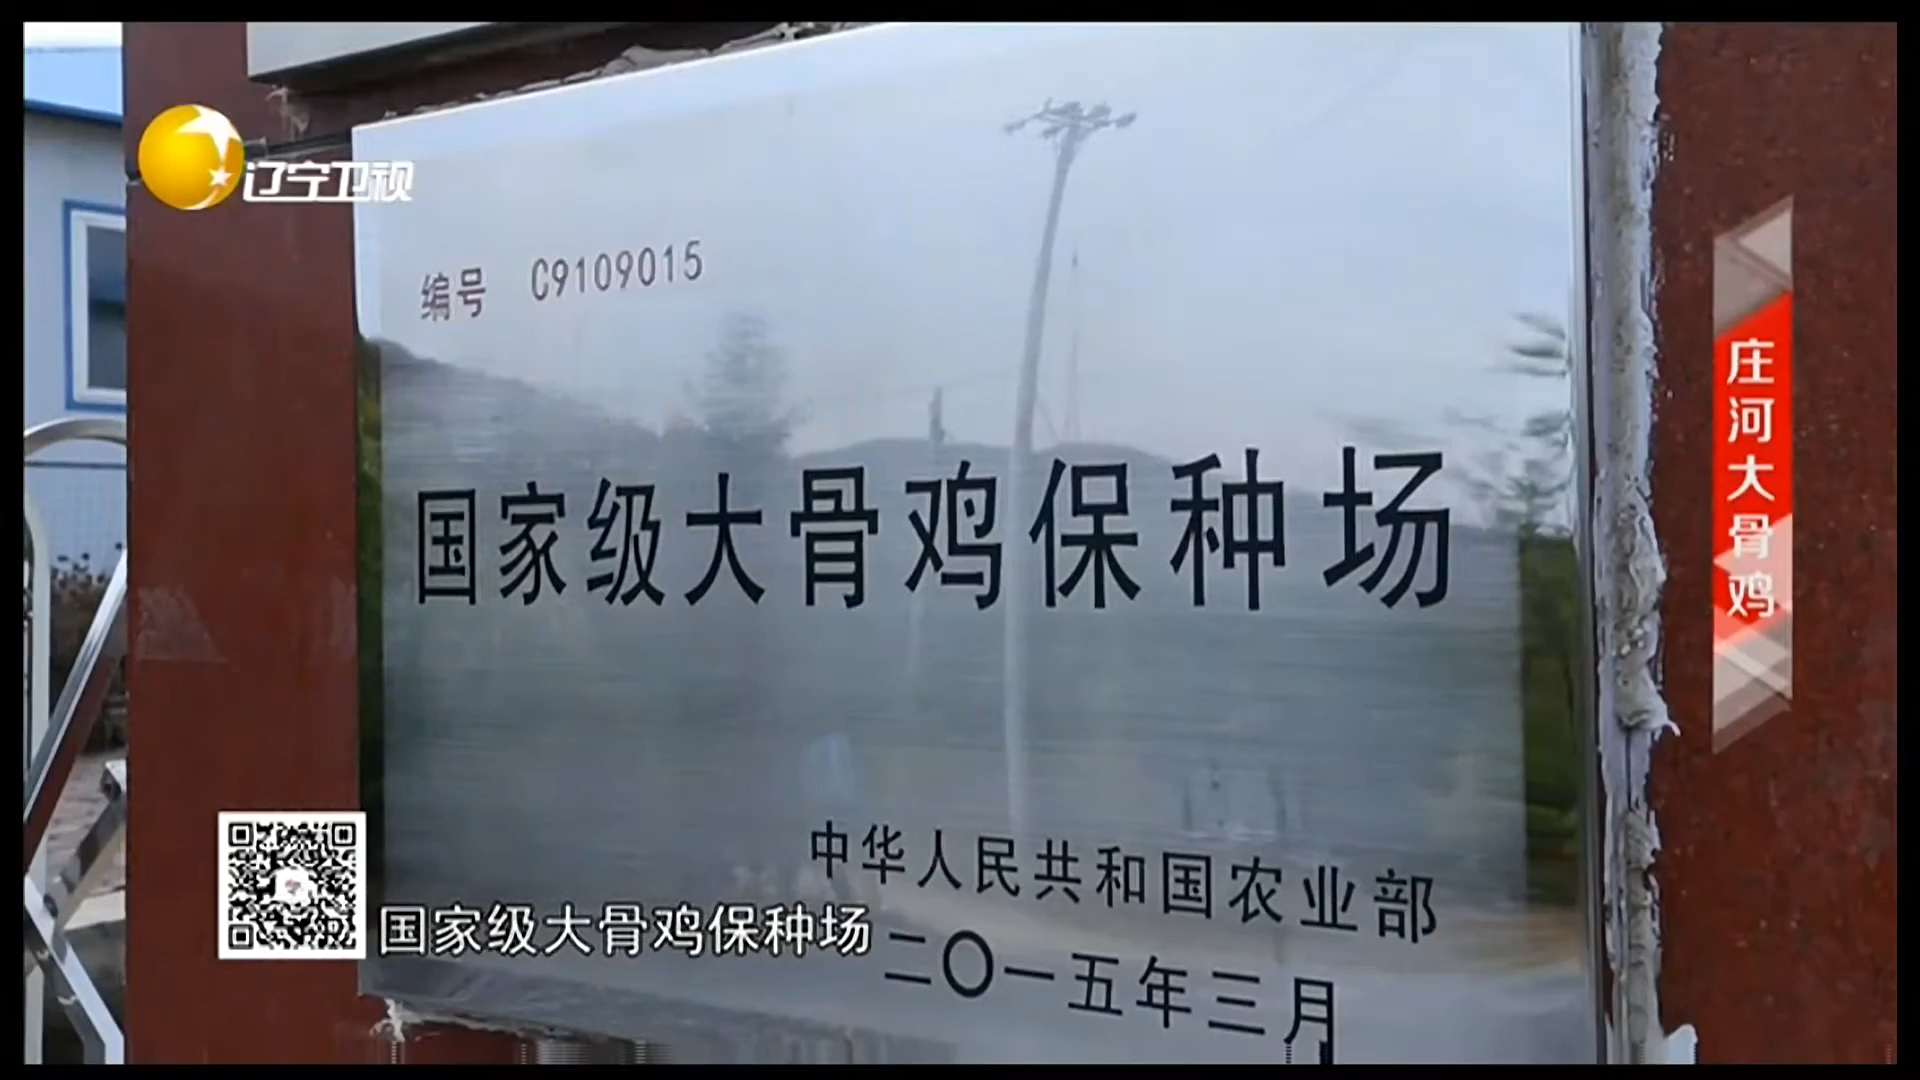 辽宁卫视
编号 C9109015
国家级大骨鸡保种场
中华人民共和国农业部
二〇一五年三月
庄河大骨鸡
国家级大骨鸡保种场